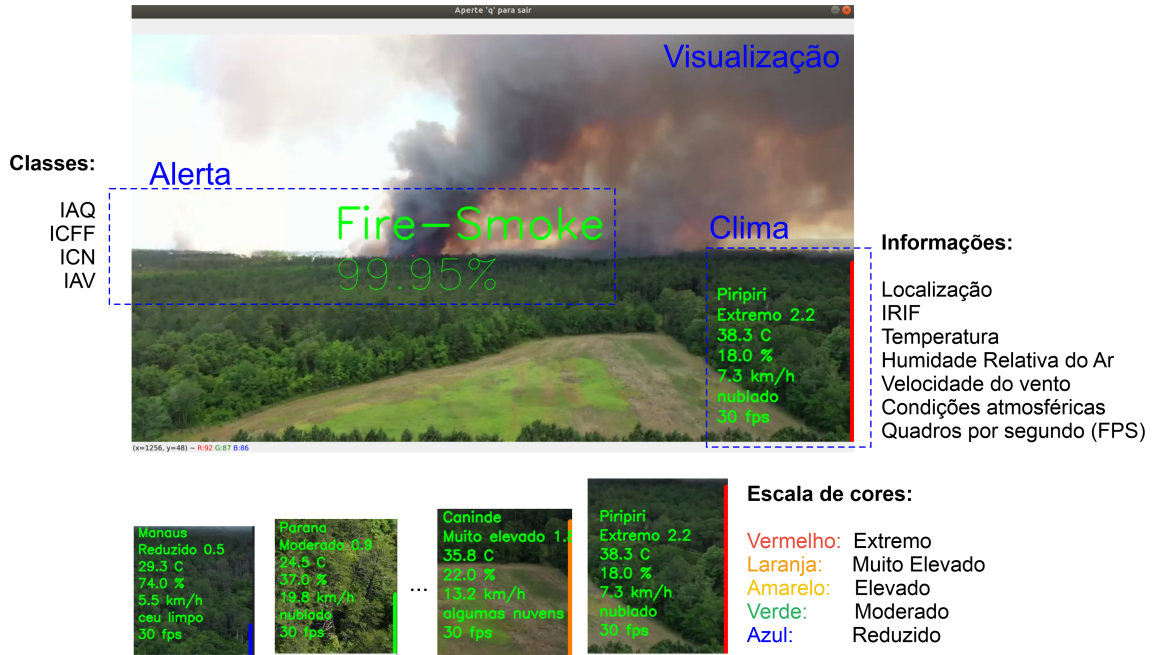 Aperte 'q' para sair
Visualização
Classes:
Alerta
IAQ
ICFF
ICN
IAV
Fire-Smoke
99.95%
Clima
Piripiri
Extremo 2.2
38.3 C
18.0 %
7.3 km/h
nublado
30 fps
Informações:
Localização
IRIF
Temperatura
Humidade Relativa do Ar
Velocidade do vento
Condições atmosféricas
Quadros por segundo (FPS)
(x=1256, y=48) ~ R:92 G:87 B:86
Manaus
Reduzido 0.5
29.3 C
74.0 %
5.5 km/h
ceu limpo
30 fps
Parana
Moderado 0.9
24.5 C
37.0 %
19.8 km/h
nublado
30 fps
...
Caninde
Muito elevado 1.8
35.8 C
22.0 %
13.2 km/h
algumas nuvens
30 fps
Piripiri
Extremo 2.2
38.3 C
18.0 %
7.3 km/h
nublado
30 fps
Escala de cores:
Vermelho: Extremo
Laranja: Muito Elevado
Amarelo: Elevado
Verde: Moderado
Azul: Reduzido